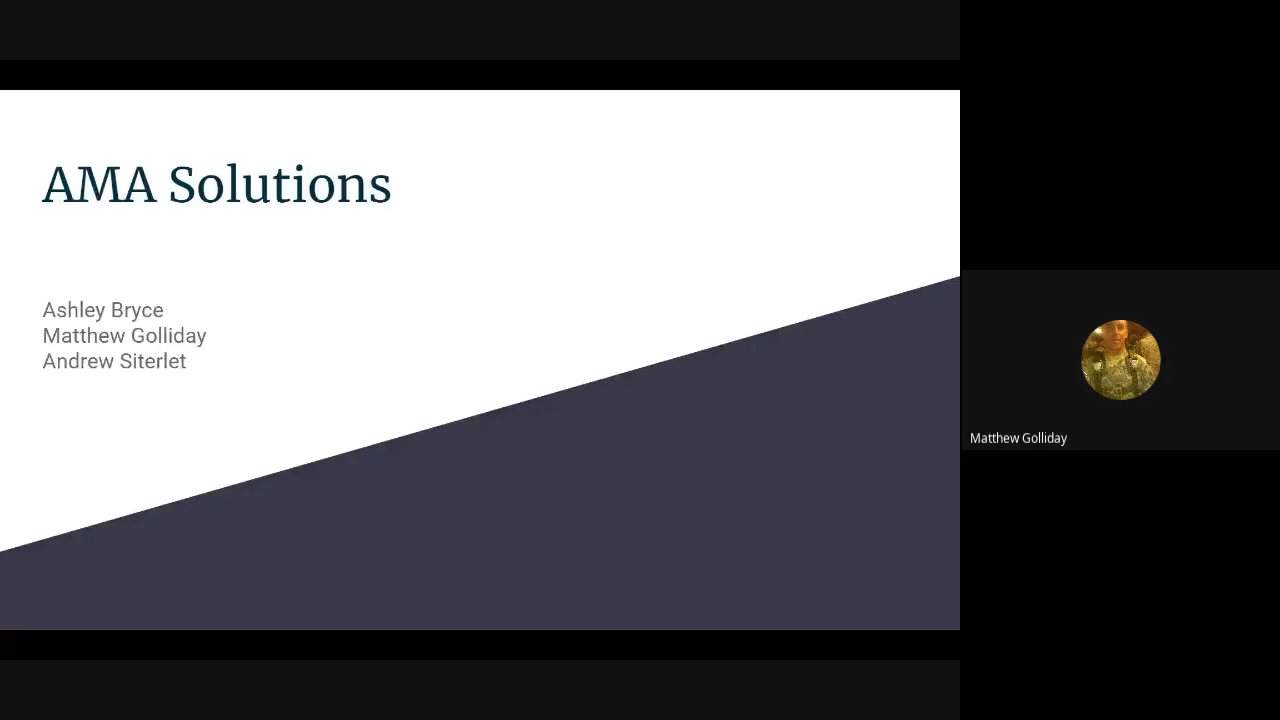 AMA Solutions
Ashley Bryce
Matthew Golliday
Andrew Siterlet
Matthew Golliday